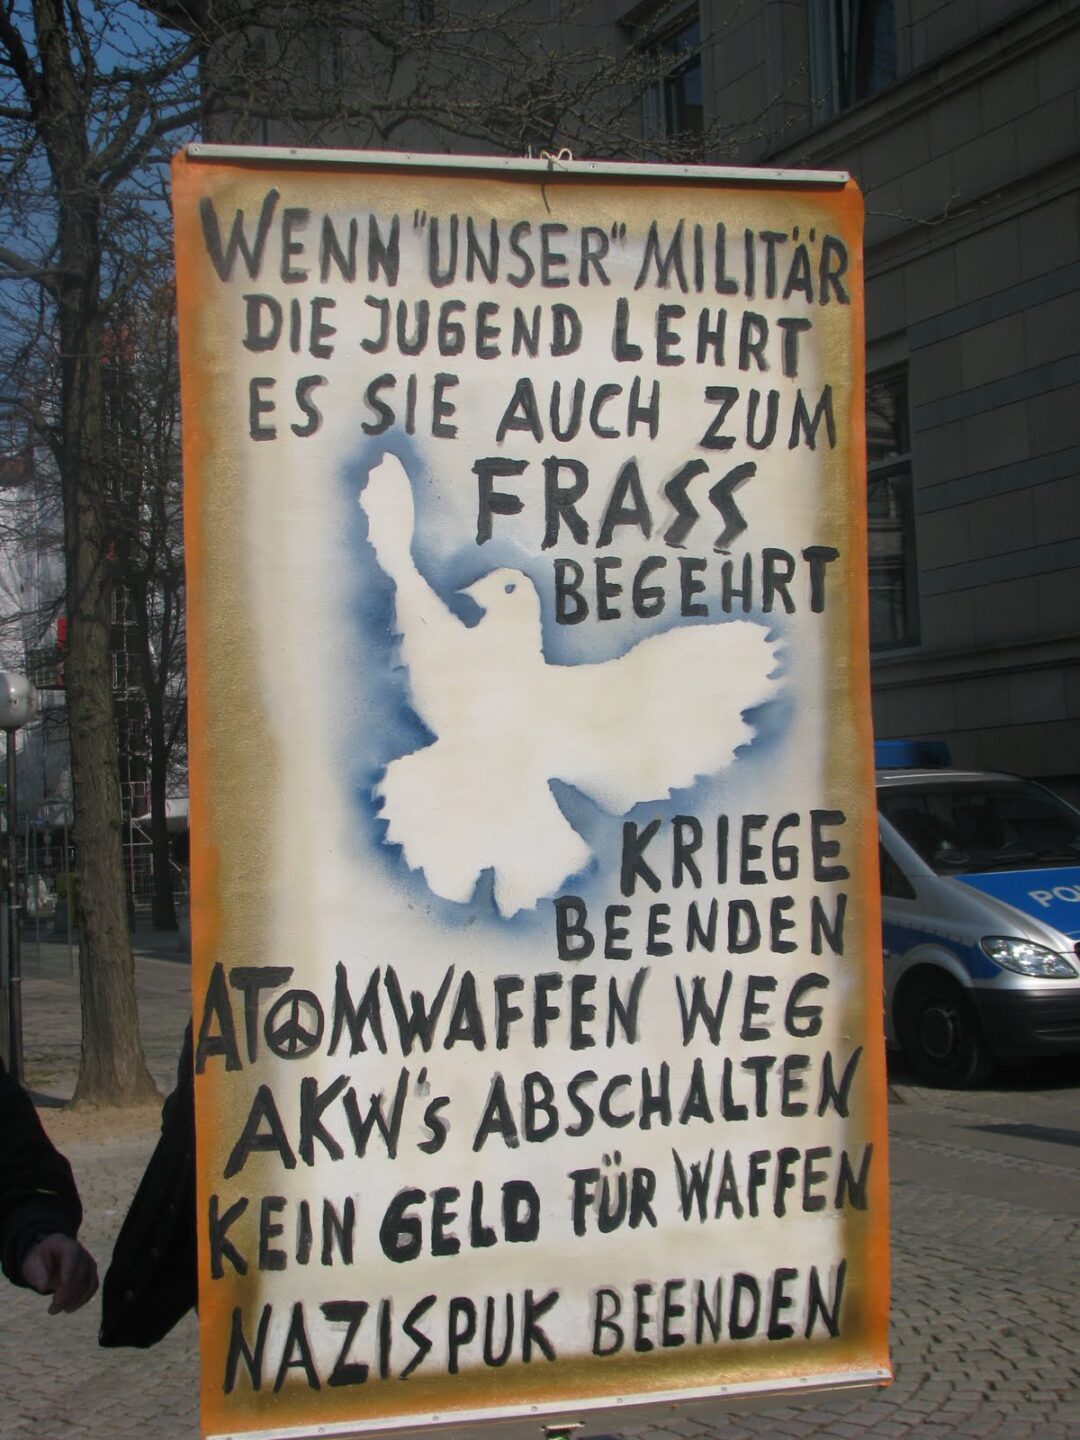 WENN "UNSER" MILITÄR
DIE JUGEND LEHRT
ES SIE AUCH ZUM
FRASS
BEGEHRT
KRIEGE
BEENDEN
ATOMWAFFEN WEG
AKW's ABSCHALTEN
KEIN GELD FÜR WAFFEN
NAZISPUK BEENDEN